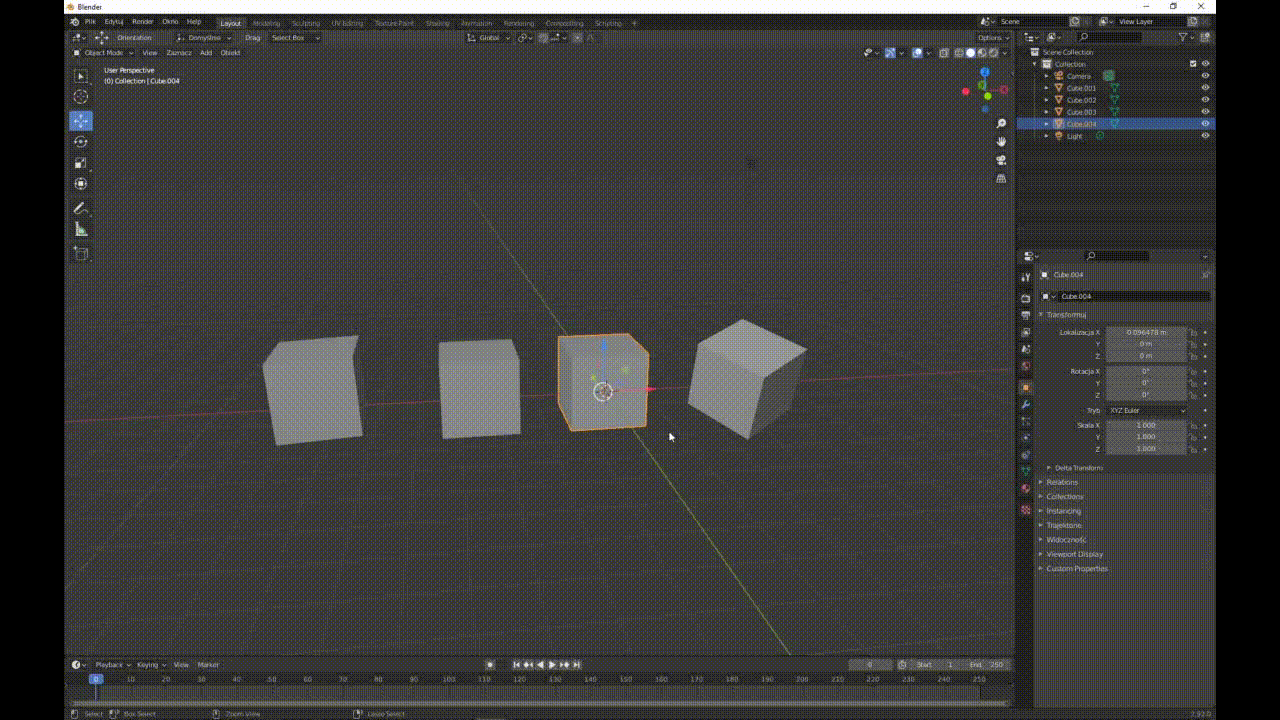 Blender
Plik Edytuj Render Okno Help Layout Modeling Sculpting UV Editing Texture Paint Shading Animation Rendering Compositing Scripting + Scene View Layer
Orientation Domyślne Drag Select Box Global Options
Object Mode View Zaznacz Add Obiekt
User Perspective
(0) Collection | Cube.004
Z
Scene Collection
Collection
Camera
Cube.001
Cube.002
Cube.003
Cube.004
Light
Cube.004
Cube.004
Transformuj
Lokalizacja X 0.096478 m
Y 0 m
Z 0 m
Rotacja X 0°
Y 0°
Z 0°
Tryb XYZ Euler
Skala X 1.000
Y 1.000
Z 1.000
Delta Transform
Relations
Collections
Instancing
Trajektorie
Widoczność
Viewport Display
Custom Properties
Playback Keying View Marker 0 Start 1 End 250
0 10 20 30 40 50 60 70 80 90 100 110 120 130 140 150 160 170 180 190 200 210 220 230 240 250
Select Box Select Zoom View Lasso Select 2.92.0